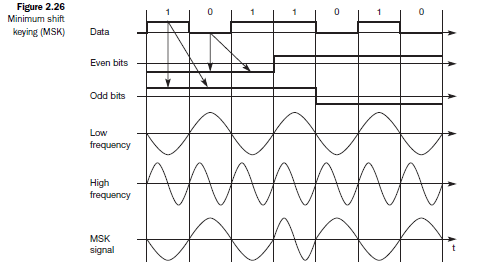 Figure 2.26
Minimum shift
keying (MSK)
1 0 1 1 0 1 0
Data
Even bits
Odd bits
Low
frequency
High
frequency
MSK
signal
t